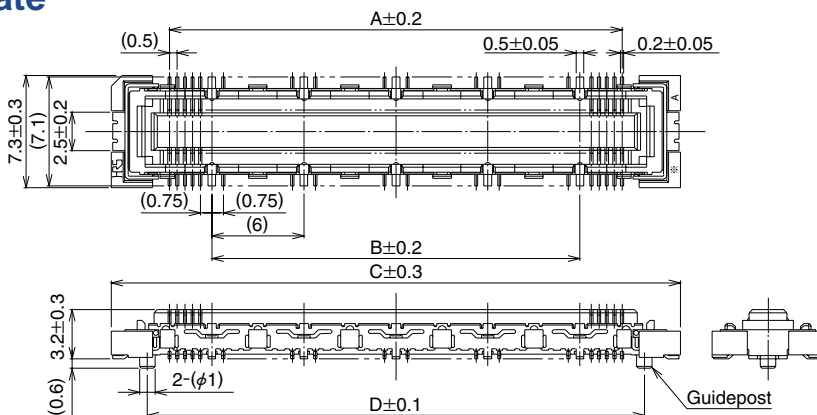 ate
A±0.2
(0.5)
0.5±0.05
0.2±0.05
7.3±0.3
(7.1)
2.5±0.2
A
(0.75)
(0.75)
(6)
B±0.2
C±0.3
3.2±0.3
(0.6)
2-(φ1)
D±0.1
Guidepost